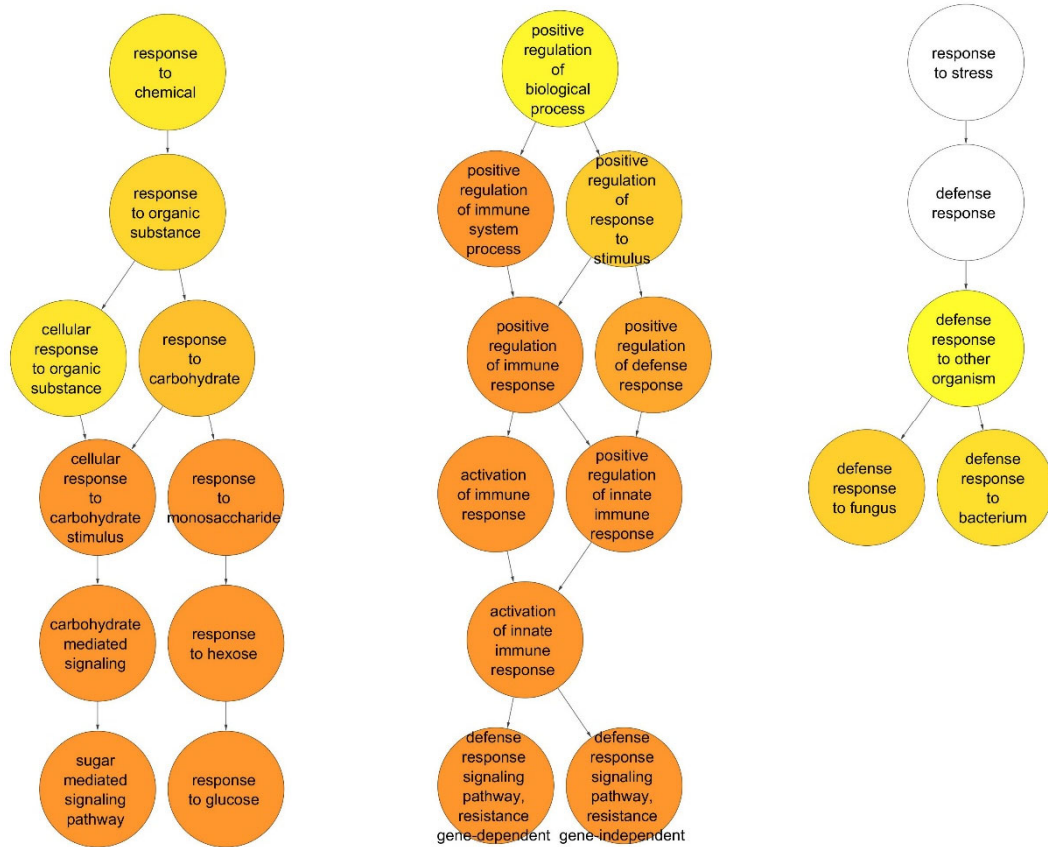 response
to
chemical
response
to organic
substance
cellular
response
to organic
substance
response
to
carbohydrate
cellular
response
to
carbohydrate
stimulus
response
to
monosaccharide
carbohydrate
mediated
signaling
response
to hexose
sugar
mediated
signaling
pathway
response
to glucose
positive
regulation
of
biological
process
positive
regulation
of immune
system
process
positive
regulation
of
response
to
stimulus
positive
regulation
of immune
response
positive
regulation
of defense
response
activation
of immune
response
positive
regulation
of innate
immune
response
activation
of innate
immune
response
defense
response
signaling
pathway,
resistance
gene-dependent
defense
response
signaling
pathway,
resistance
gene-independent
response
to stress
defense
response
defense
response
to other
organism
defense
response
to fungus
defense
response
to
bacterium